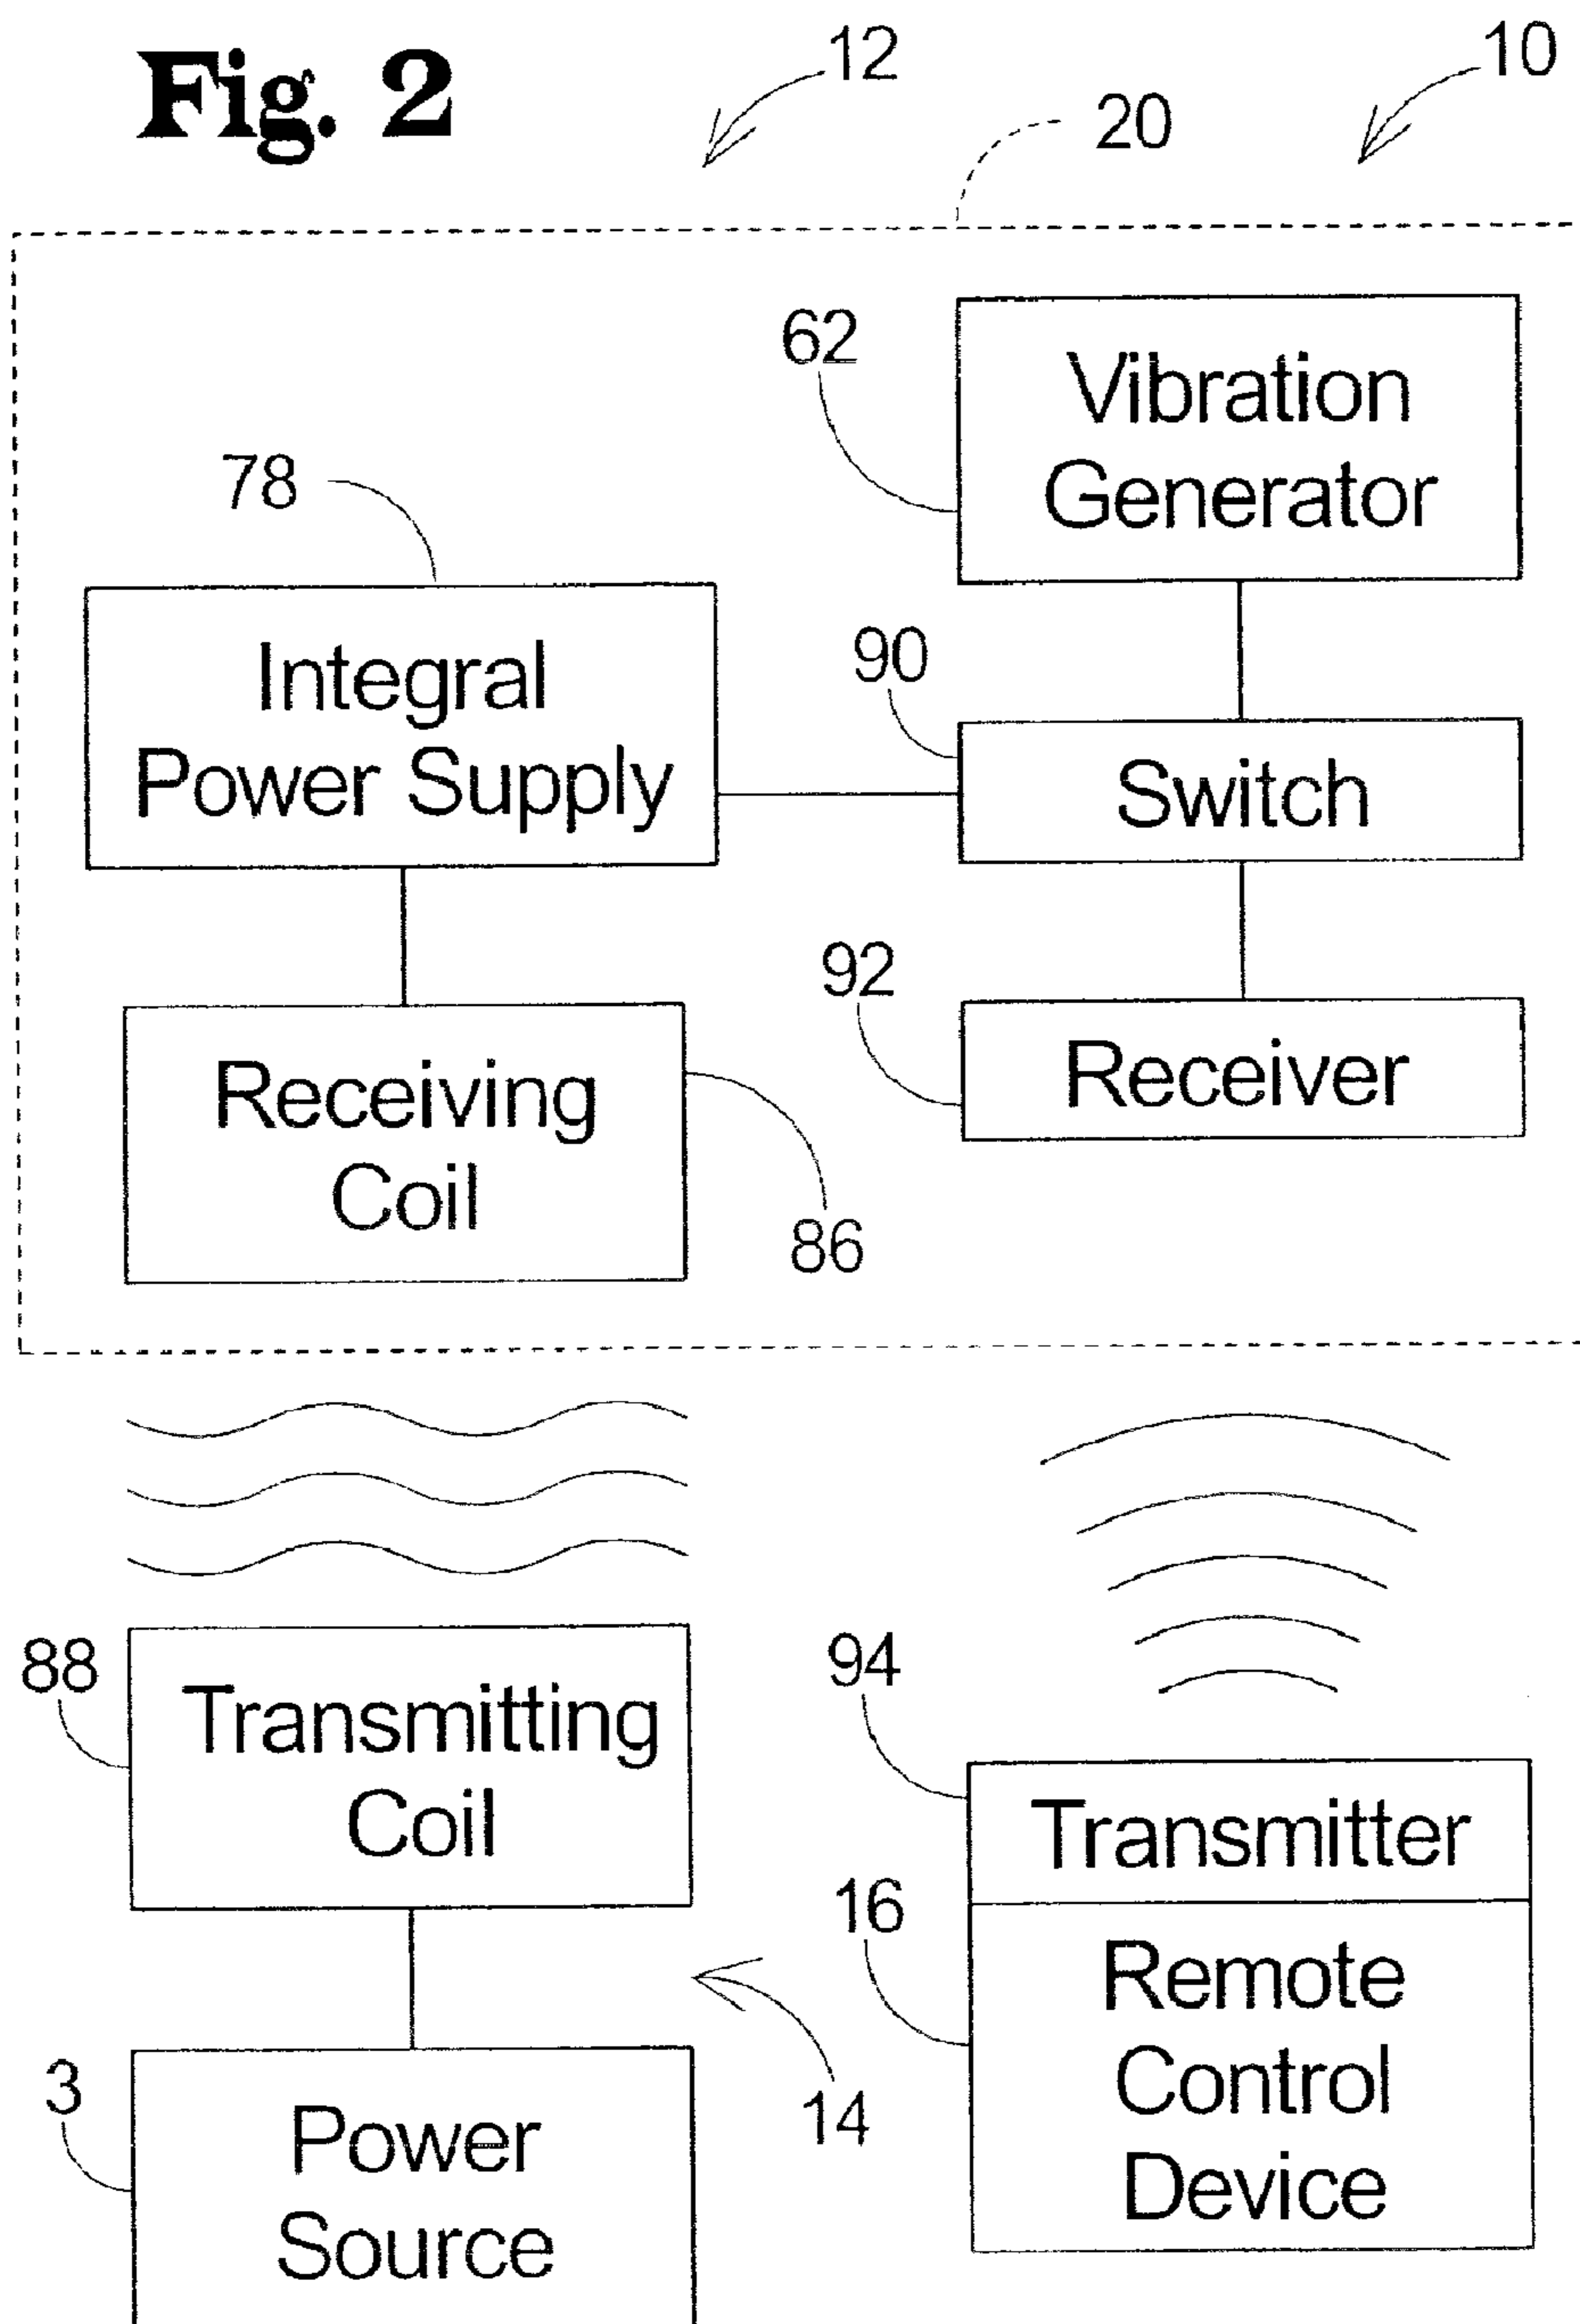 Fig. 2
12
10
20
62
Vibration
Generator
78
Integral
Power Supply
90
Switch
92
Receiver
Receiving
Coil
86
88
Transmitting
Coil
94
Transmitter
16
Remote
Control
Device
14
3
Power
Source